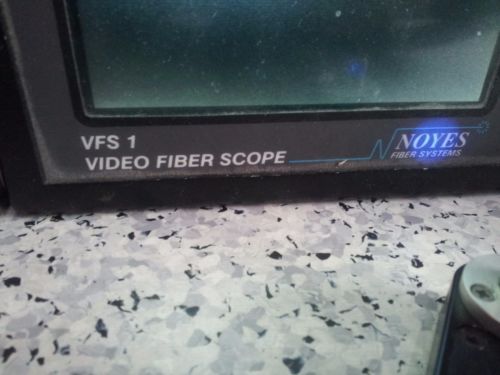 VFS 1
VIDEO FIBER SCOPE
NOYES
FIBER SYSTEMS